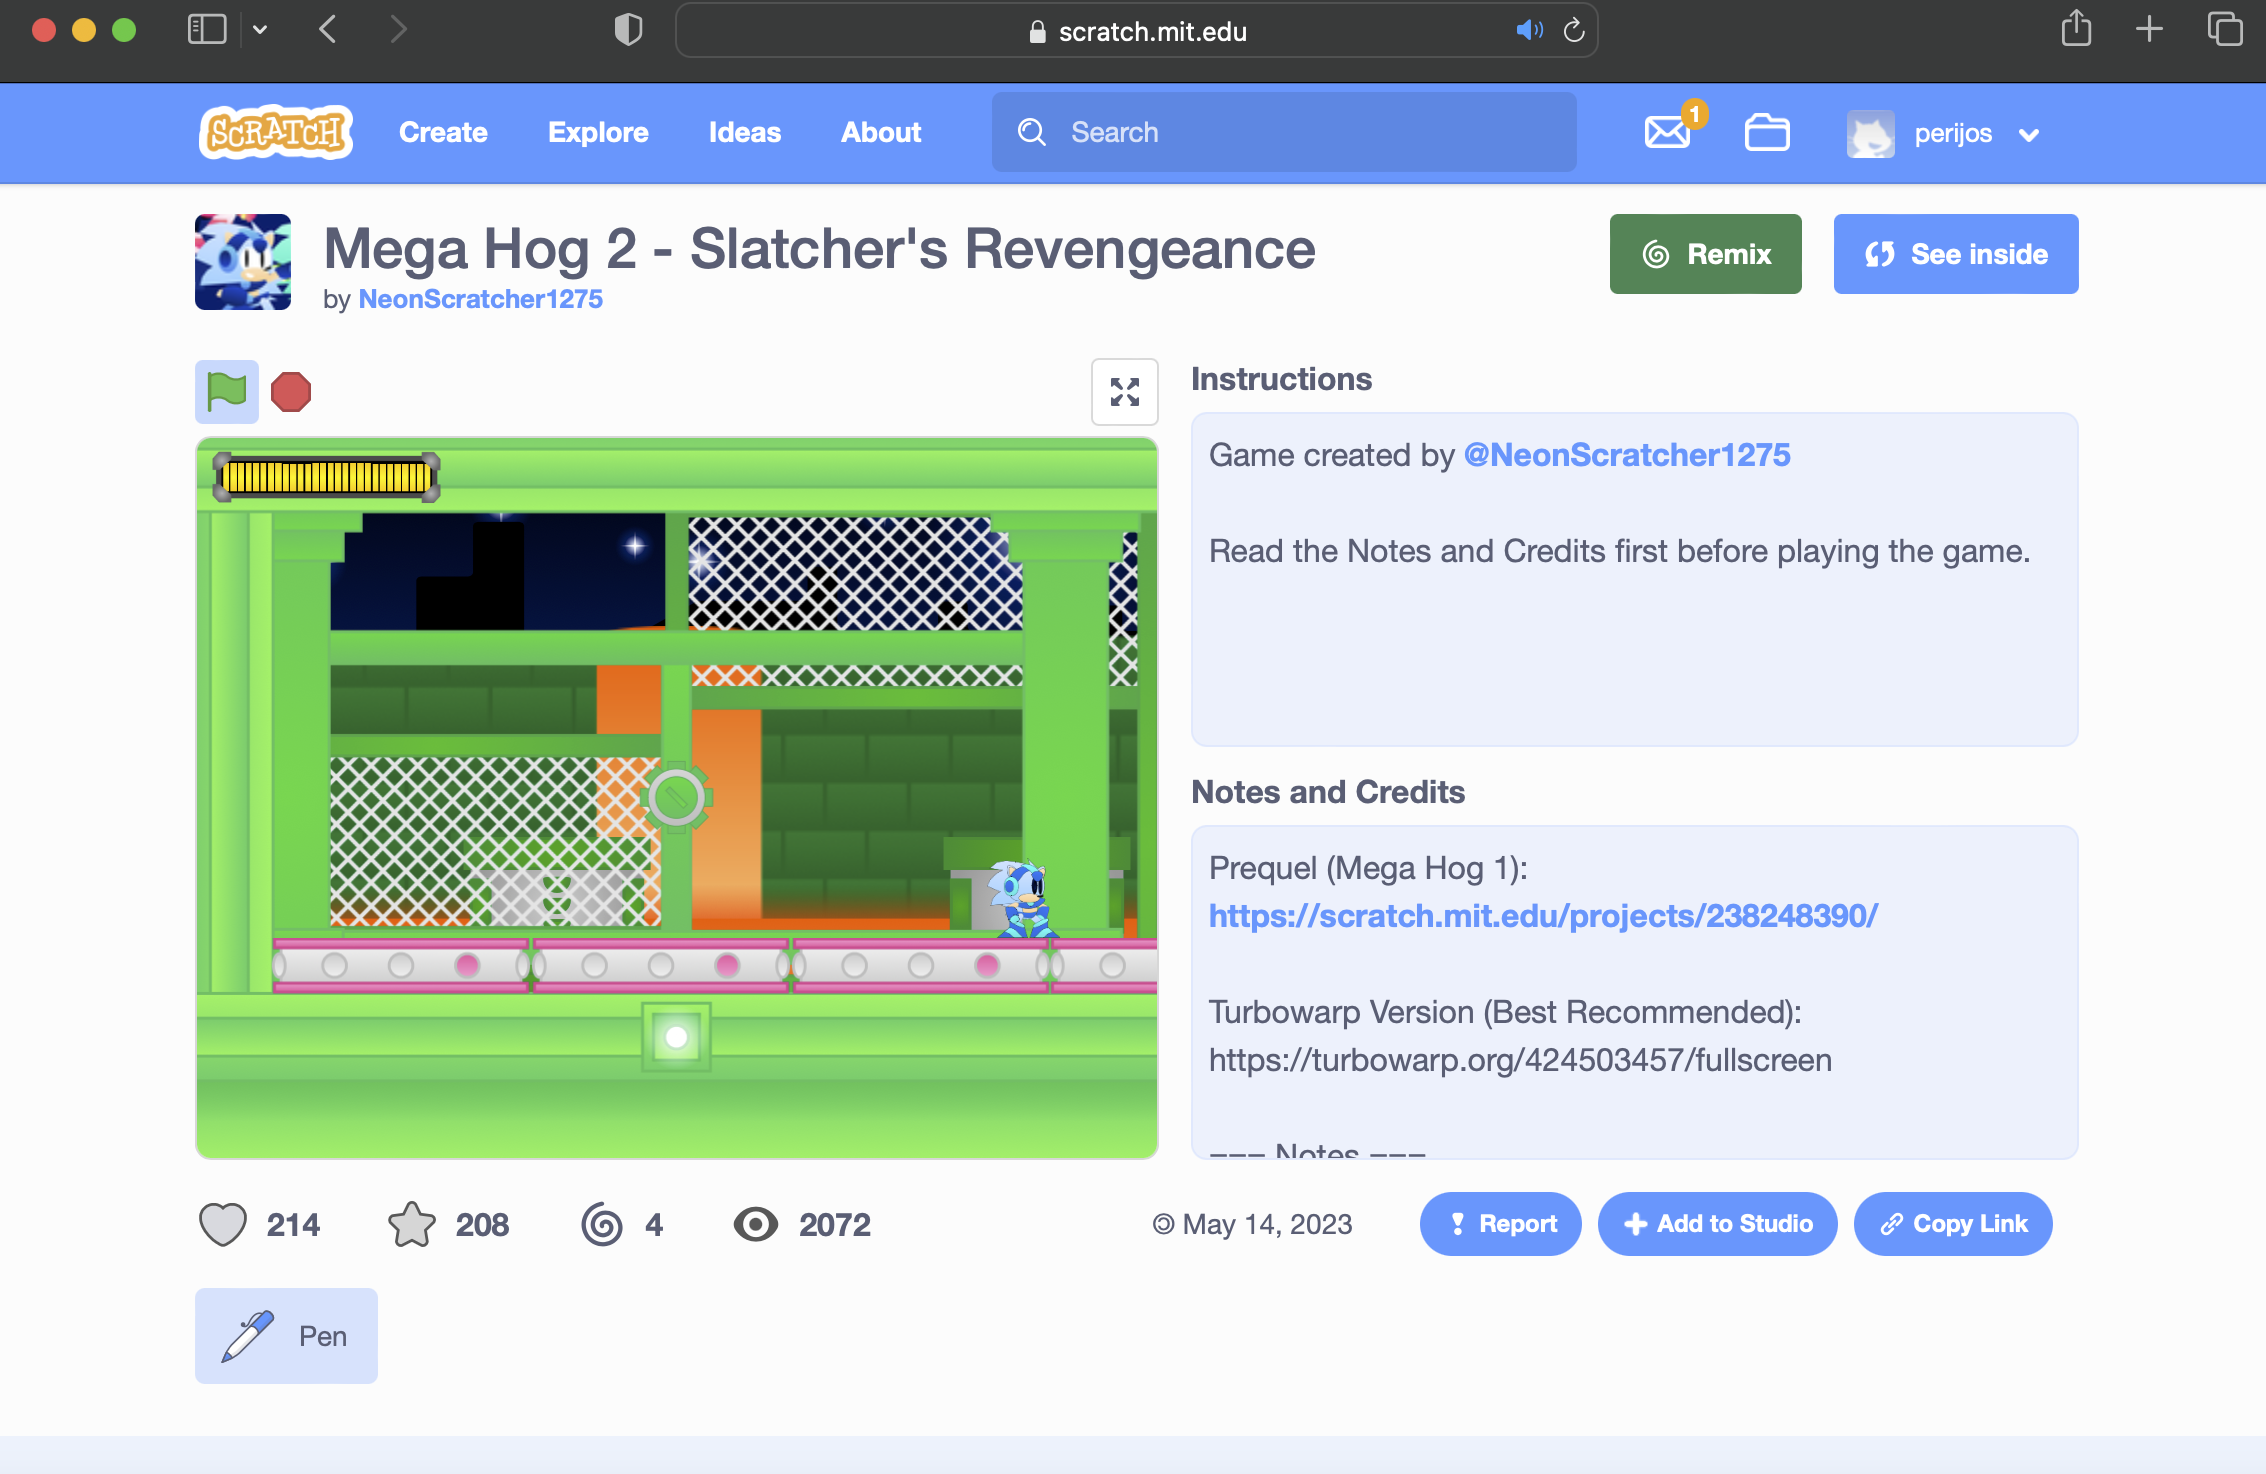 scratch.mit.edu
SCRATCH
Create
Explore
Ideas
About
Search
1
perijos
Mega Hog 2 - Slatcher's Revengeance
by NeonScratcher1275
Remix
See inside
Instructions
Game created by @NeonScratcher1275
Read the Notes and Credits first before playing the game.
Notes and Credits
Prequel (Mega Hog 1):
https://scratch.mit.edu/projects/238248390/
Turbowarp Version (Best Recommended):
https://turbowarp.org/424503457/fullscreen
=== Notes ===
214
208
4
2072
May 14, 2023
Report
Add to Studio
Copy Link
Pen